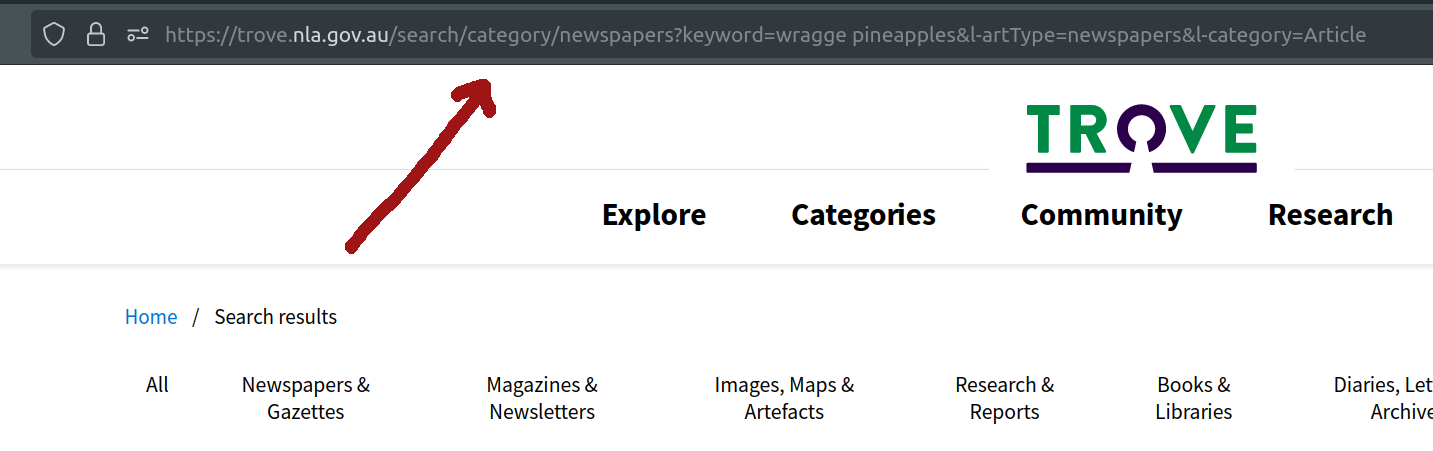 https://trove.nla.gov.au/search/category/newspapers?keyword=wragge pineapples&l-artType=newspapers&l-category=Article
TROVE
Explore Categories Community Research
Home / Search results
All Newspapers & Magazines & Images, Maps & Research & Books & Diaries, Let
Gazettes Newsletters Artefacts Reports Libraries Archive